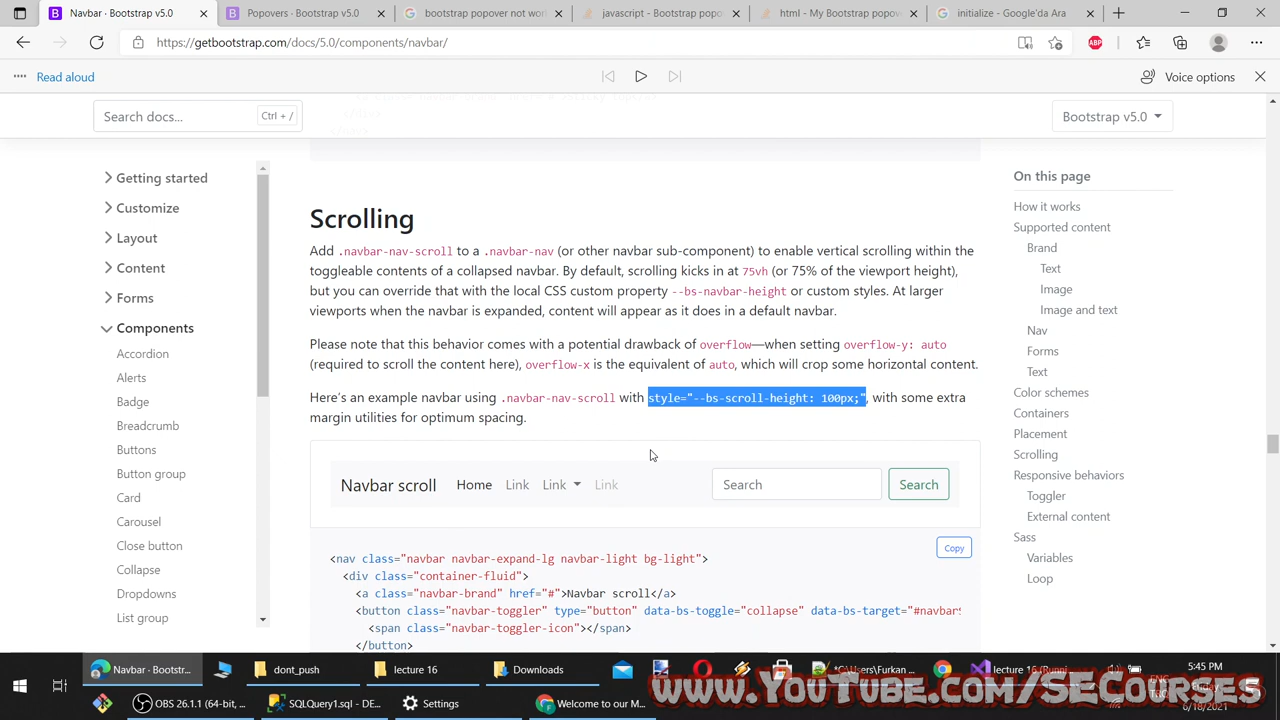 Navbar · Bootstrap v5.0
Popovers · Bootstrap v5.0
bootstrap popover not wor
javascript - Bootstrap popo
html - My Bootstrap popov
initialize - Google'da Ara
https://getbootstrap.com/docs/5.0/components/navbar/
ABP
Read aloud
Voice options
Search docs...
Ctrl + /
Bootstrap v5.0
</div>
</nav>
Getting started
Customize
Layout
Content
Forms
Components
Accordion
Alerts
Badge
Breadcrumb
Buttons
Button group
Card
Carousel
Close button
Collapse
Dropdowns
List group
Scrolling
Add .navbar-nav-scroll to a .navbar-nav (or other navbar sub-component) to enable vertical scrolling within the
toggleable contents of a collapsed navbar. By default, scrolling kicks in at 75vh (or 75% of the viewport height),
but you can override that with the local CSS custom property --bs-navbar-height or custom styles. At larger
viewports when the navbar is expanded, content will appear as it does in a default navbar.
Please note that this behavior comes with a potential drawback of overflow—when setting overflow-y: auto
(required to scroll the content here), overflow-x is the equivalent of auto, which will crop some horizontal content.
Here's an example navbar using .navbar-nav-scroll with style="--bs-scroll-height: 100px;", with some extra
margin utilities for optimum spacing.
Navbar scroll
Home
Link
Link
Link
Search
Search
Copy
<nav class="navbar navbar-expand-lg navbar-light bg-light">
<div class="container-fluid">
<a class="navbar-brand" href="#">Navbar scroll</a>
<button class="navbar-toggler" type="button" data-bs-toggle="collapse" data-bs-target="#navbars
<span class="navbar-toggler-icon"></span>
</button>
On this page
How it works
Supported content
Brand
Text
Image
Image and text
Nav
Forms
Text
Color schemes
Containers
Placement
Scrolling
Responsive behaviors
Toggler
External content
Sass
Variables
Loop
Navbar · Bootstr...
dont_push
lecture 16
Downloads
*C:\Users\Furkan
lecture 16 (Runni
ENG
5:45 PM
Friday
6/18/2021
OBS 26.1.1 (64-bit, ...
SQLQuery1.sql - DE...
Settings
Welcome to our M...
www.YouTube.com/SECourses